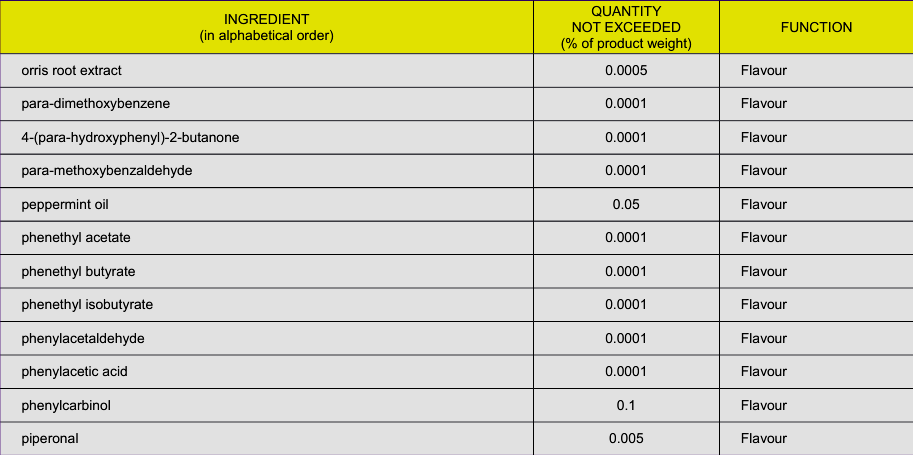 INGREDIENT
(in alphabetical order)
QUANTITY
NOT EXCEEDED
(% of product weight)
FUNCTION
orris root extract 0.0005 Flavour
para-dimethoxybenzene 0.0001 Flavour
4-(para-hydroxyphenyl)-2-butanone 0.0001 Flavour
para-methoxybenzaldehyde 0.0001 Flavour
peppermint oil 0.05 Flavour
phenethyl acetate 0.0001 Flavour
phenethyl butyrate 0.0001 Flavour
phenethyl isobutyrate 0.0001 Flavour
phenylacetaldehyde 0.0001 Flavour
phenylacetic acid 0.0001 Flavour
phenylcarbinol 0.1 Flavour
piperonal 0.005 Flavour